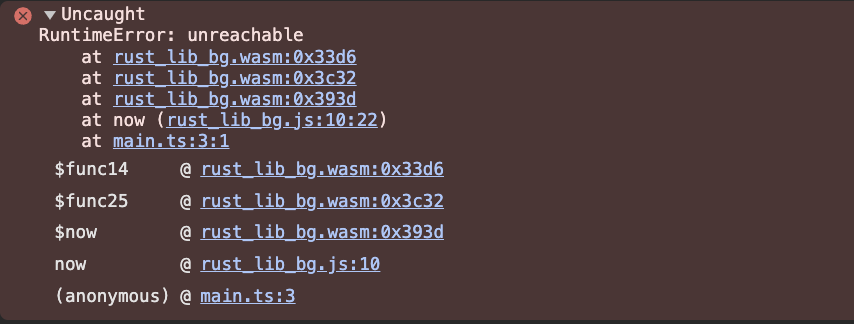 Uncaught
RuntimeError: unreachable
at rust_lib_bg.wasm:0x33d6
at rust_lib_bg.wasm:0x3c32
at rust_lib_bg.wasm:0x393d
at now (rust_lib_bg.js:10:22)
at main.ts:3:1
$func14 @ rust_lib_bg.wasm:0x33d6
$func25 @ rust_lib_bg.wasm:0x3c32
$now @ rust_lib_bg.wasm:0x393d
now @ rust_lib_bg.js:10
(anonymous) @ main.ts:3